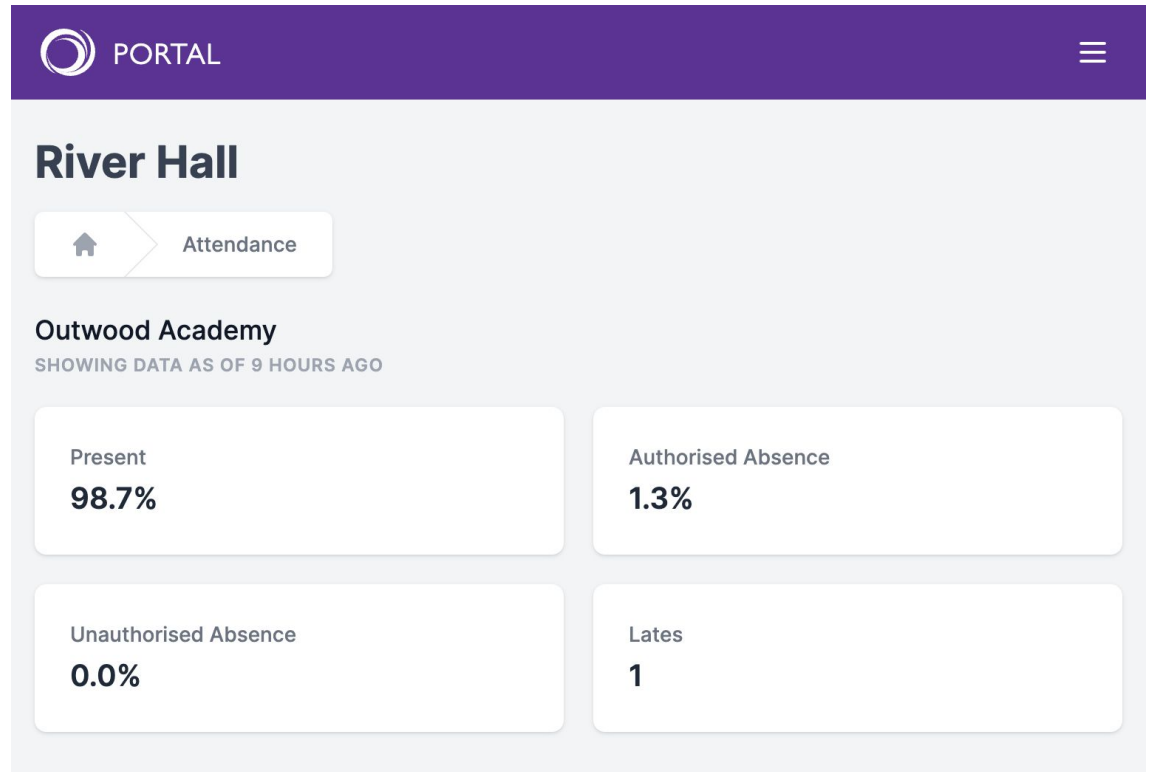 PORTAL
River Hall
Attendance
Outwood Academy
SHOWING DATA AS OF 9 HOURS AGO
Present
98.7%
Authorised Absence
1.3%
Unauthorised Absence
0.0%
Lates
1